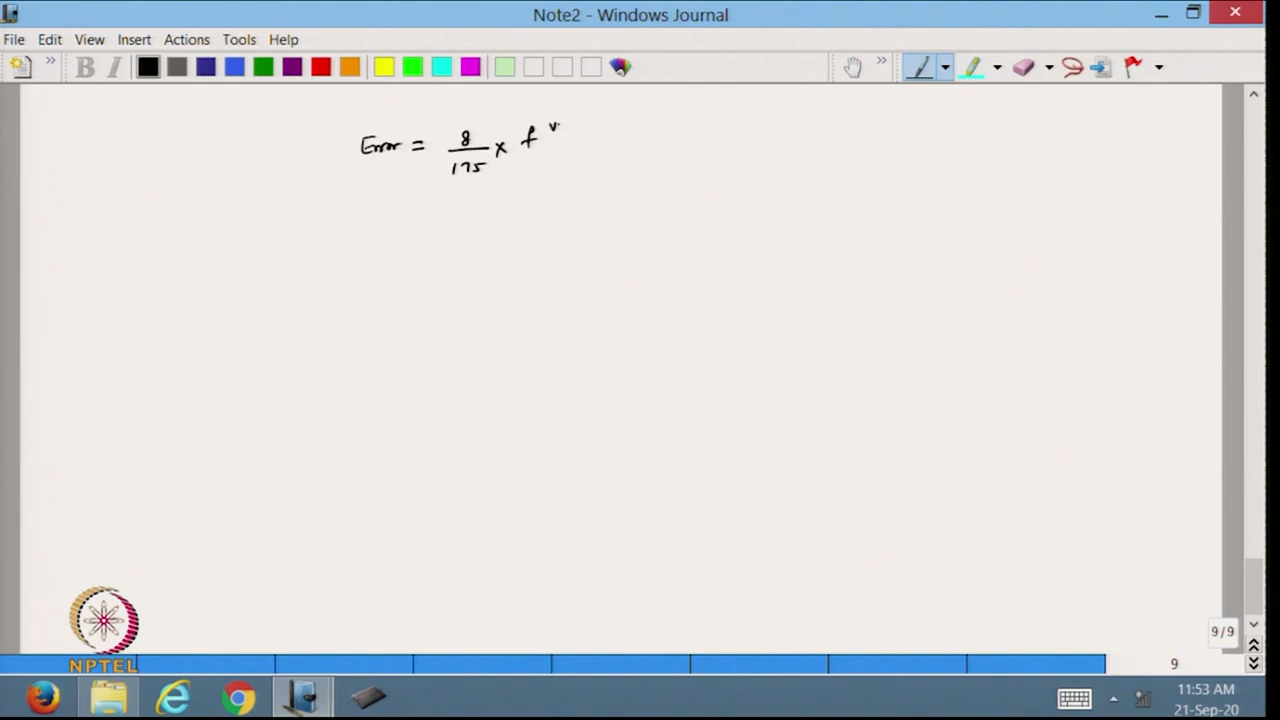 Note2 - Windows Journal
File Edit View Insert Actions Tools Help
B I
Error = 8/175 x f^v
9/9
NPTEL
9
11:53 AM
21-Sep-20